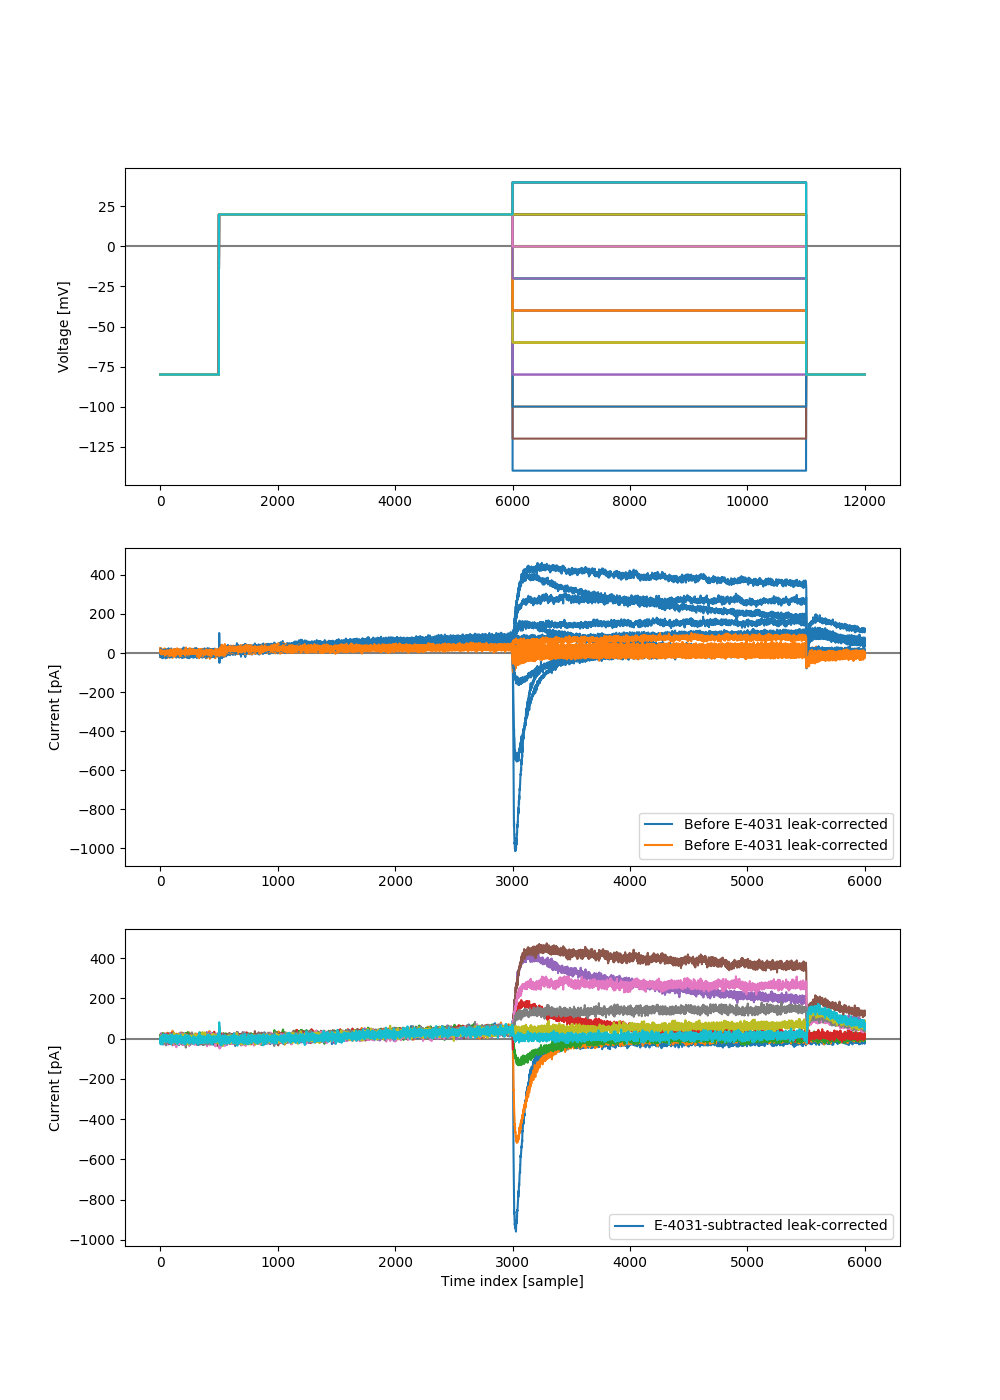 25
0
−25
−50
−75
−100
−125
Voltage [mV]
0 2000 4000 6000 8000 10000 12000
400
200
0
−200
−400
−600
−800
−1000
Current [pA]
Before E-4031 leak-corrected
Before E-4031 leak-corrected
0 1000 2000 3000 4000 5000 6000
400
200
0
−200
−400
−600
−800
−1000
Current [pA]
E-4031-subtracted leak-corrected
0 1000 2000 3000 4000 5000 6000
Time index [sample]